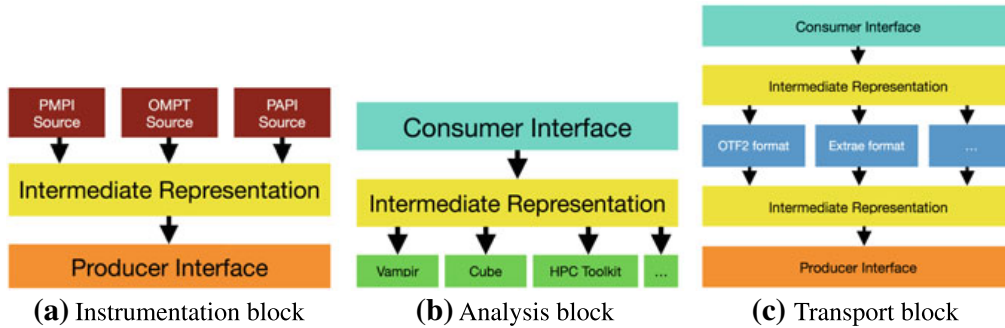 PMPI
Source
OMPT
Source
PAPI
Source
Intermediate Representation
Producer Interface
(a) Instrumentation block
Consumer Interface
Intermediate Representation
Vampir
Cube
HPC Toolkit
...
(b) Analysis block
Consumer Interface
Intermediate Representation
OTF2 format
Extrae format
...
Intermediate Representation
Producer Interface
(c) Transport block